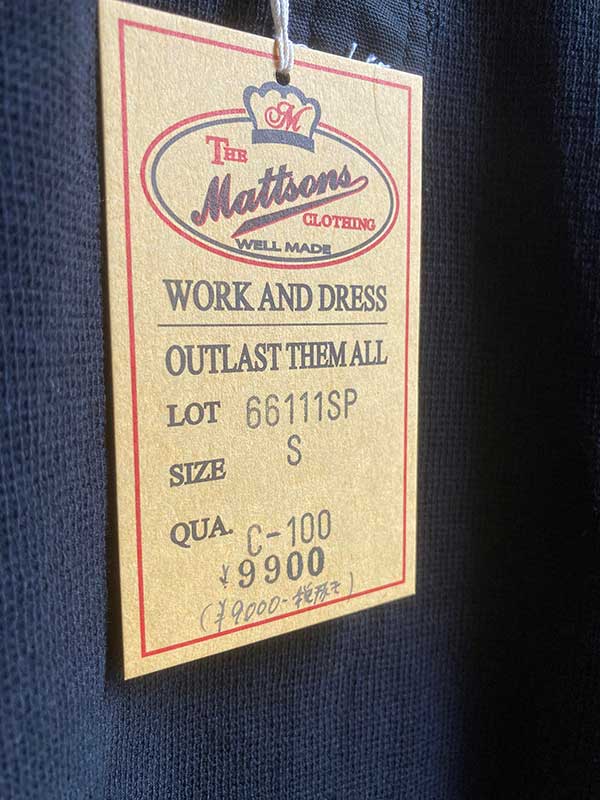 M
THE
Mattsons
CLOTHING
WELL MADE
WORK AND DRESS
OUTLAST THEM ALL
LOT 66111SP
SIZE S
QUA. C-100
¥9900
(¥9000-税抜き)